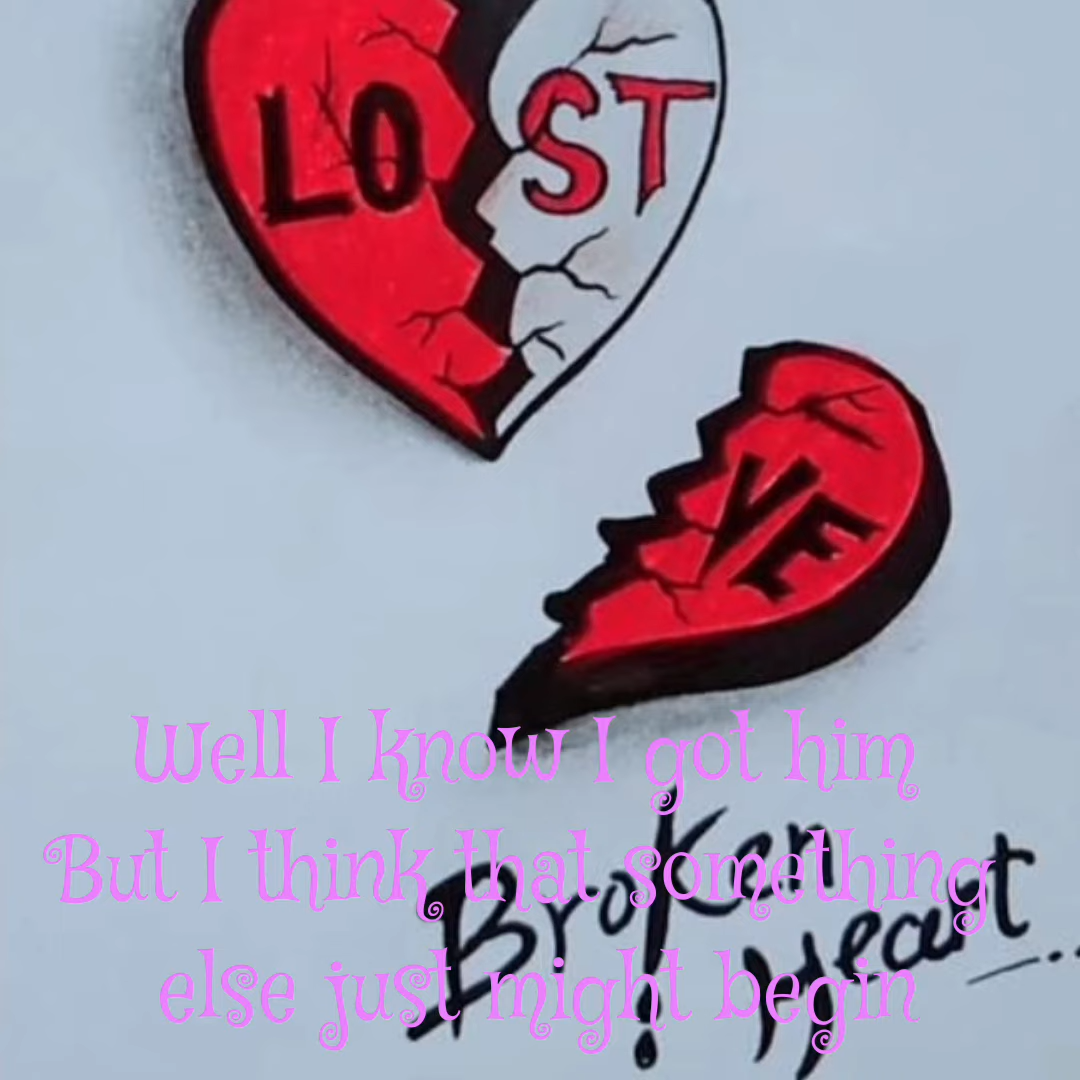 LOST
VE
Well I know I got him
But I think that something
else just might begin
Broken
Heart...